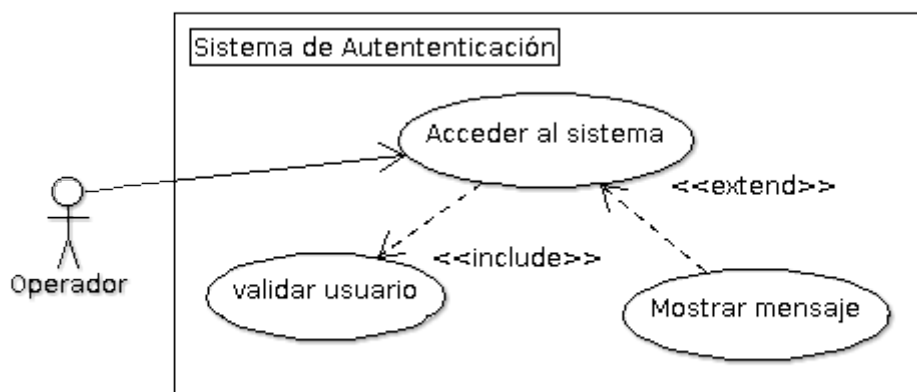 Sistema de Autententicación
Acceder al sistema
<<extend>>
<<include>>
validar usuario
Mostrar mensaje
Operador